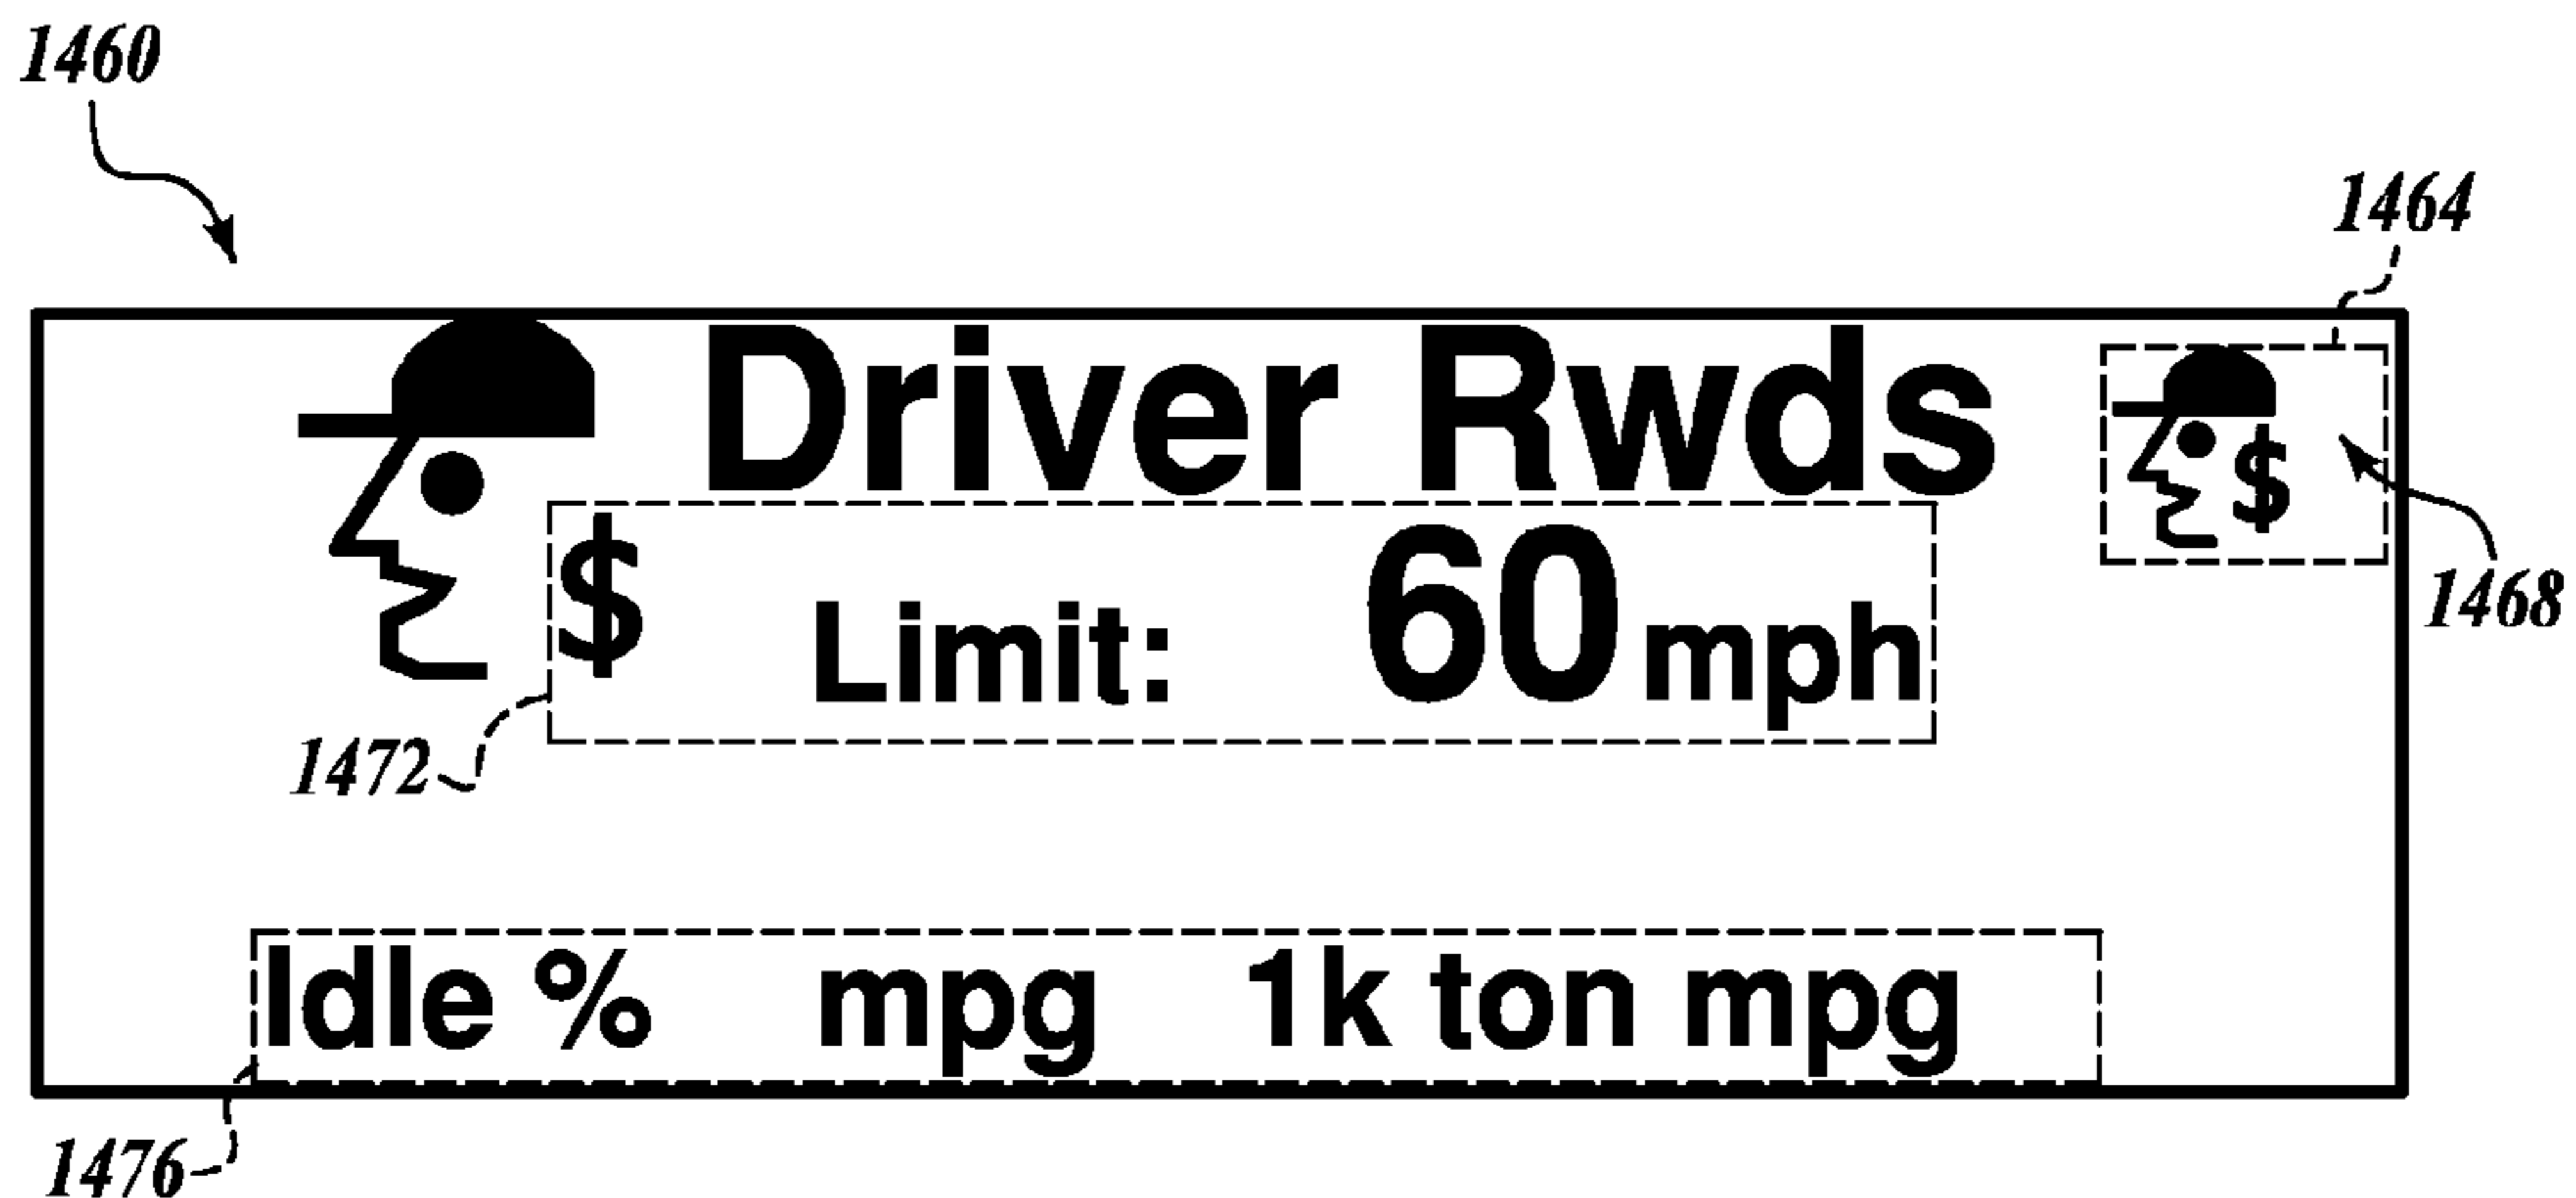 1460
1464
Driver Rwds
$
$ Limit: 60 mph
1468
1472
Idle % mpg 1k ton mpg
1476